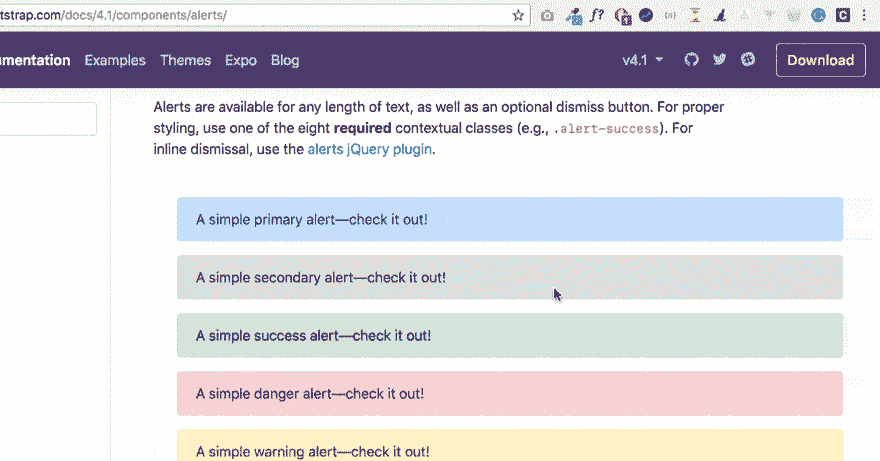 tstrap.com/docs/4.1/components/alerts/
umentation Examples Themes Expo Blog v4.1 Download
Alerts are available for any length of text, as well as an optional dismiss button. For proper
styling, use one of the eight required contextual classes (e.g., .alert-success). For
inline dismissal, use the alerts jQuery plugin.
A simple primary alert—check it out!
A simple secondary alert—check it out!
A simple success alert—check it out!
A simple danger alert—check it out!
A simple warning alert—check it out!